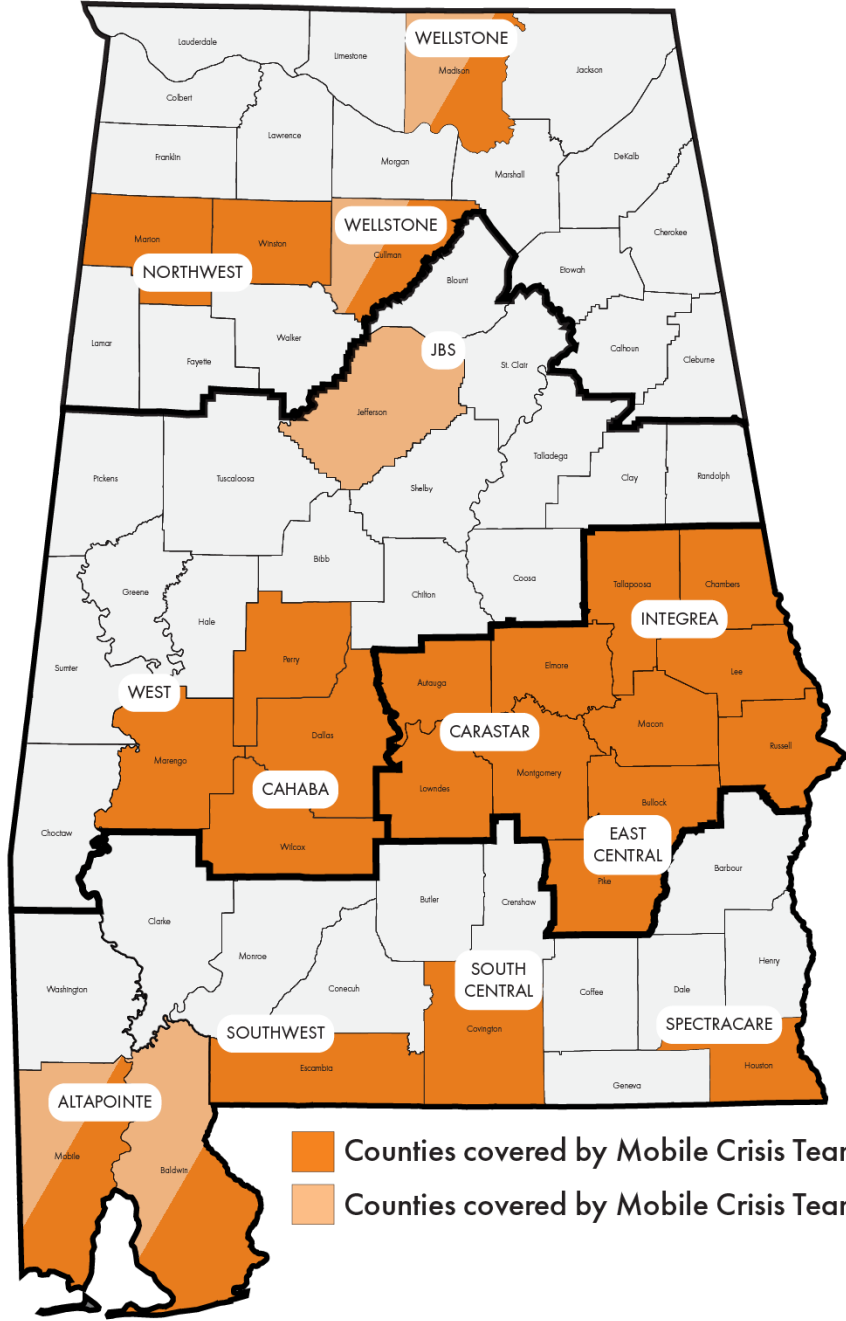 WELLSTONE
Lauderdale
Limestone
Madison
Jackson
Colbert
Lawrence
Franklin
Morgan
Marshall
DeKalb
Cherokee
WELLSTONE
Marion
Winston
Cullman
NORTHWEST
Etowah
Blount
Lamar
Fayette
Walker
JBS
St. Clair
Calhoun
Cleburne
Jefferson
Pickens
Tuscaloosa
Shelby
Talladega
Clay
Randolph
Bibb
Greene
Hale
Chilton
Coosa
Tallapoosa
Chambers
INTEGREA
Sumter
Perry
Autauga
Elmore
Lee
WEST
Dallas
CARASTAR
Macon
Russell
Marengo
CAHABA
Lowndes
Montgomery
Bullock
Choctaw
Wilcox
EAST
CENTRAL
Pike
Barbour
Clarke
Butler
Crenshaw
Monroe
Washington
Conecuh
SOUTH
CENTRAL
Coffee
Dale
Henry
SOUTHWEST
Covington
SPECTRACARE
Escambia
Geneva
Houston
ALTAPOINTE
Mobile
Baldwin
Counties covered by Mobile Crisis
Counties covered by Mobile Crisis